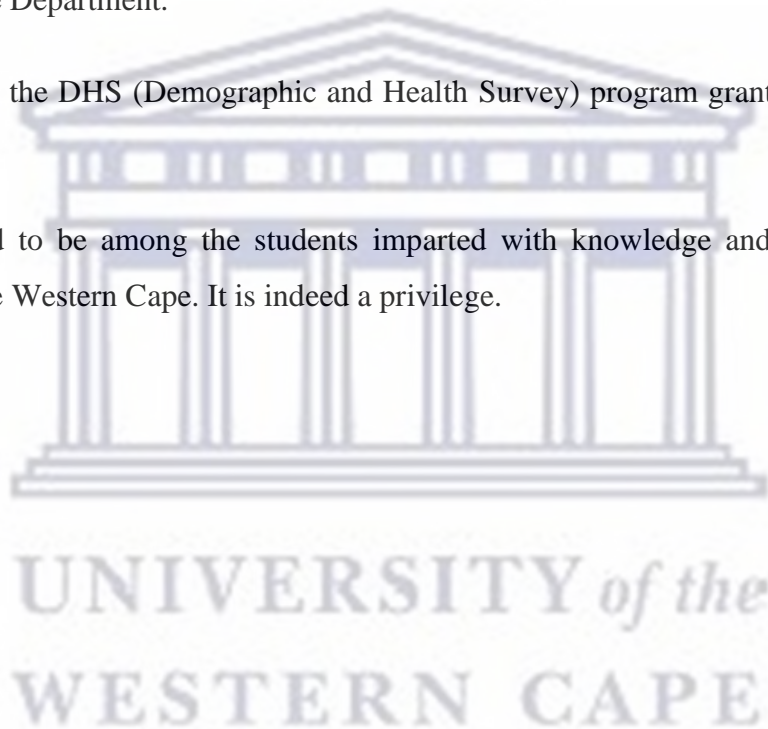 e Department.
the DHS (Demographic and Health Survey) program grant
d to be among the students imparted with knowledge and
e Western Cape. It is indeed a privilege.
UNIVERSITY of the
WESTERN CAPE